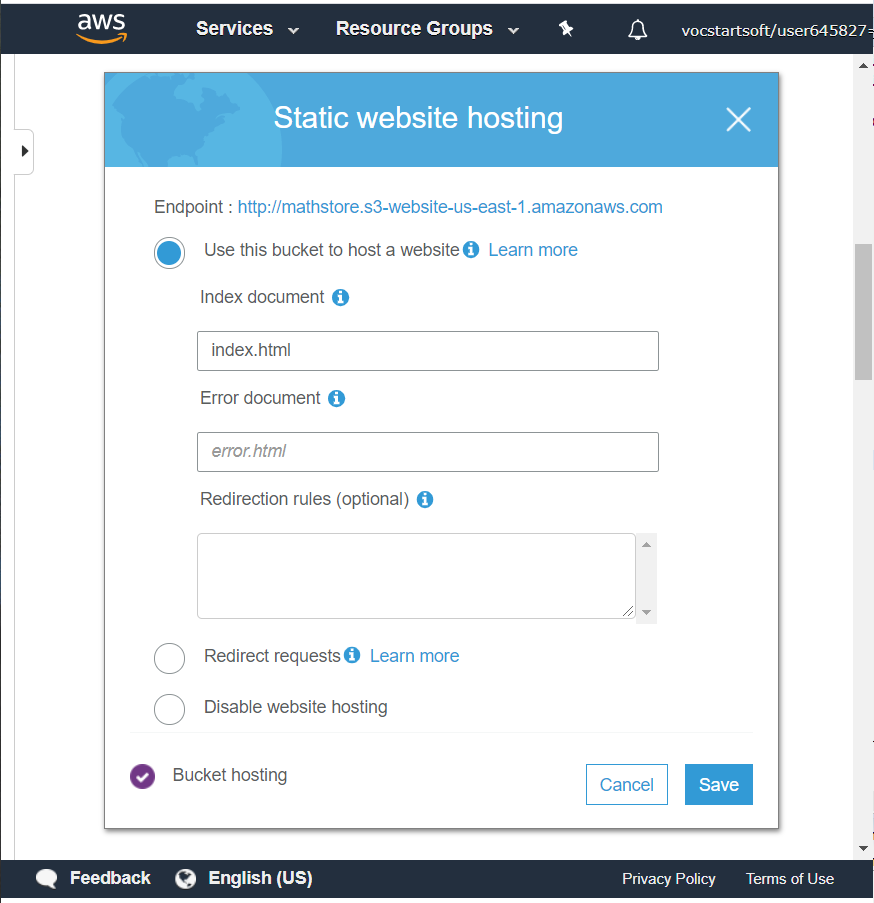 aws Services Resource Groups vocstartsoft/user645827=
Static website hosting
Endpoint : http://mathstore.s3-website-us-east-1.amazonaws.com
Use this bucket to host a website Learn more
Index document
index.html
Error document
error.html
Redirection rules (optional)
Redirect requests Learn more
Disable website hosting
Bucket hosting
Cancel Save
Feedback English (US) Privacy Policy Terms of Use